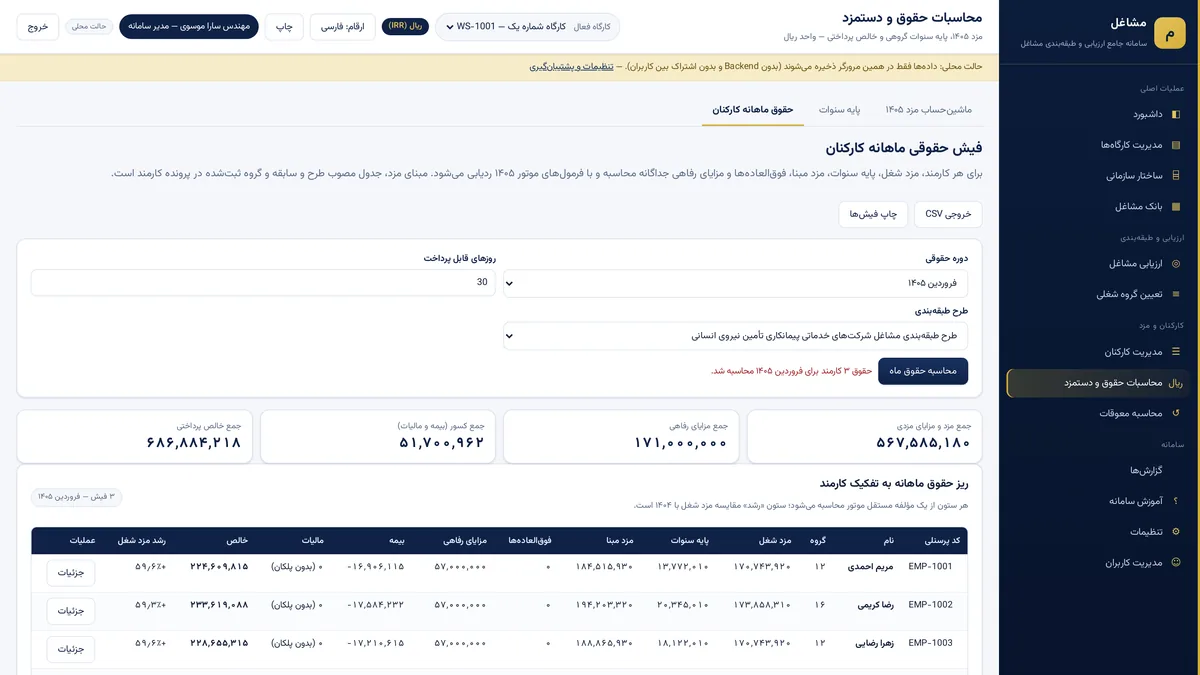 م
مشاغل
سامانه جامع ارزیابی و طبقه‌بندی مشاغل
عملیات اصلی
داشبورد
مدیریت کارگاه‌ها
ساختار سازمانی
بانک مشاغل
ارزیابی و طبقه‌بندی
ارزیابی مشاغل
تعیین گروه شغلی
کارکنان و مزد
مدیریت کارکنان
ریال محاسبات حقوق و دستمزد
محاسبه معوقات
سامانه
گزارش‌ها
؟ آموزش سامانه
تنظیمات
مدیریت کاربران
محاسبات حقوق و دستمزد
مزد ۱۴۰۵، پایه سنوات گروهی و خالص پرداختی — واحد ریال
کارگاه فعال کارگاه شماره یک — WS-1001
ریال (IRR)
ارقام: فارسی
چاپ
مهندس سارا موسوی — مدیر سامانه
حالت محلی
خروج
حالت محلی: داده‌ها فقط در همین مرورگر ذخیره می‌شوند (بدون Backend و بدون اشتراک بین کاربران). — تنظیمات و پشتیبان‌گیری
ماشین‌حساب مزد ۱۴۰۵ پایه سنوات حقوق ماهانه کارکنان
فیش حقوقی ماهانه کارکنان
برای هر کارمند، مزد شغل، پایه سنوات، مزد مبنا، فوق‌العاده‌ها و مزایای رفاهی جداگانه محاسبه و با فرمول‌های موتور ۱۴۰۵ ردیابی می‌شود. مبنای مزد، جدول مصوب طرح و سابقه و گروه ثبت‌شده در پرونده کارمند است.
خروجی CSV چاپ فیش‌ها
دوره حقوقی روزهای قابل پرداخت
فروردین ۱۴۰۵ 30
طرح طبقه‌بندی
طرح طبقه‌بندی مشاغل شرکت‌های خدماتی پیمانکاری تأمین نیروی انسانی
محاسبه حقوق ماه حقوق ۳ کارمند برای فروردین ۱۴۰۵ محاسبه شد.
جمع مزد و مزایای مزدی
۵۶۷,۵۸۵,۱۸۰
جمع مزایای رفاهی
۱۷۱,۰۰۰,۰۰۰
جمع کسور (بیمه و مالیات)
۵۱,۷۰۰,۹۶۲
جمع خالص پرداختی
۶۸۶,۸۸۴,۲۱۸
ریز حقوق ماهانه به تفکیک کارمند
۳ فیش — فروردین ۱۴۰۵
هر ستون از یک مؤلفه مستقل موتور محاسبه می‌شود؛ ستون «رشد» مقایسه مزد شغل با ۱۴۰۴ است.
کد پرسنلی نام گروه مزد شغل پایه سنوات مزد مبنا فوق‌العاده‌ها مزایای رفاهی بیمه مالیات خالص رشد مزد شغل عملیات
EMP-1001 مریم احمدی ۱۲ ۱۷۰,۷۴۳,۹۲۰ ۱۳,۷۷۲,۰۱۰ ۱۸۴,۵۱۵,۹۳۰ ۰ ۵۷,۰۰۰,۰۰۰ -۱۶,۹۰۶,۱۱۵ ۰ (بدون پلکان) ۲۲۴,۶۰۹,۸۱۵ +۵۹٫۶٪ جزئیات
EMP-1002 رضا کریمی ۱۶ ۱۷۳,۸۵۸,۳۱۰ ۲۰,۳۴۵,۰۱۰ ۱۹۴,۲۰۳,۳۲۰ ۰ ۵۷,۰۰۰,۰۰۰ -۱۷,۵۸۴,۲۳۲ ۰ (بدون پلکان) ۲۳۳,۶۱۹,۰۸۸ +۵۹٫۳٪ جزئیات
EMP-1003 زهرا رضایی ۱۲ ۱۷۰,۷۴۳,۹۲۰ ۱۸,۱۲۲,۰۱۰ ۱۸۸,۸۶۵,۹۳۰ ۰ ۵۷,۰۰۰,۰۰۰ -۱۷,۲۱۰,۶۱۵ ۰ (بدون پلکان) ۲۲۸,۶۵۵,۳۱۵ +۵۹٫۶٪ جزئیات